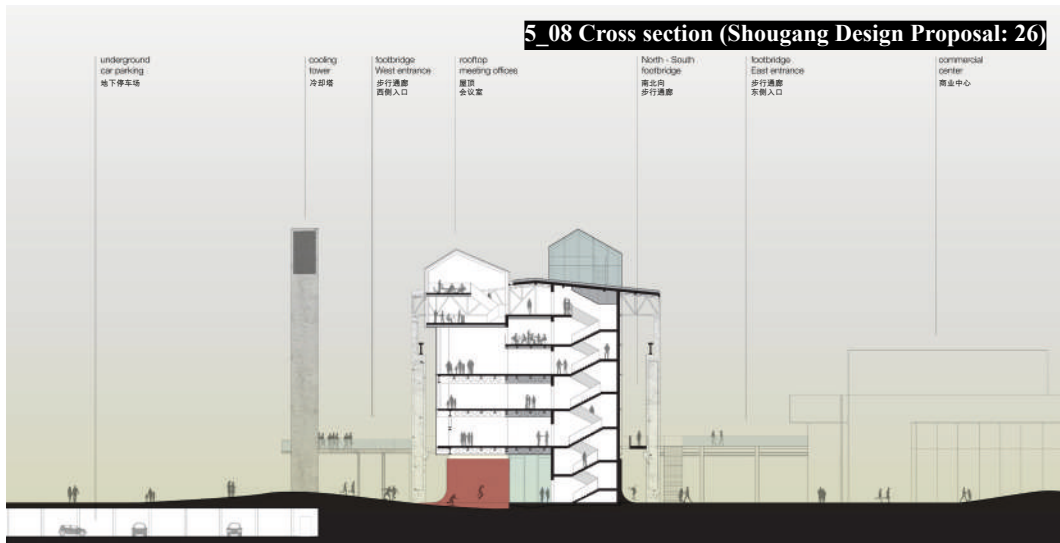 5_08 Cross section (Shougang Design Proposal: 26)
underground
car parking
地下停车场
cooling
tower
冷却塔
footbridge
West entrance
步行通廊
西侧入口
rooftop
meeting offices
屋顶
会议室
North - South
footbridge
南北向
步行通廊
footbridge
East entrance
步行通廊
东侧入口
commercial
center
商业中心